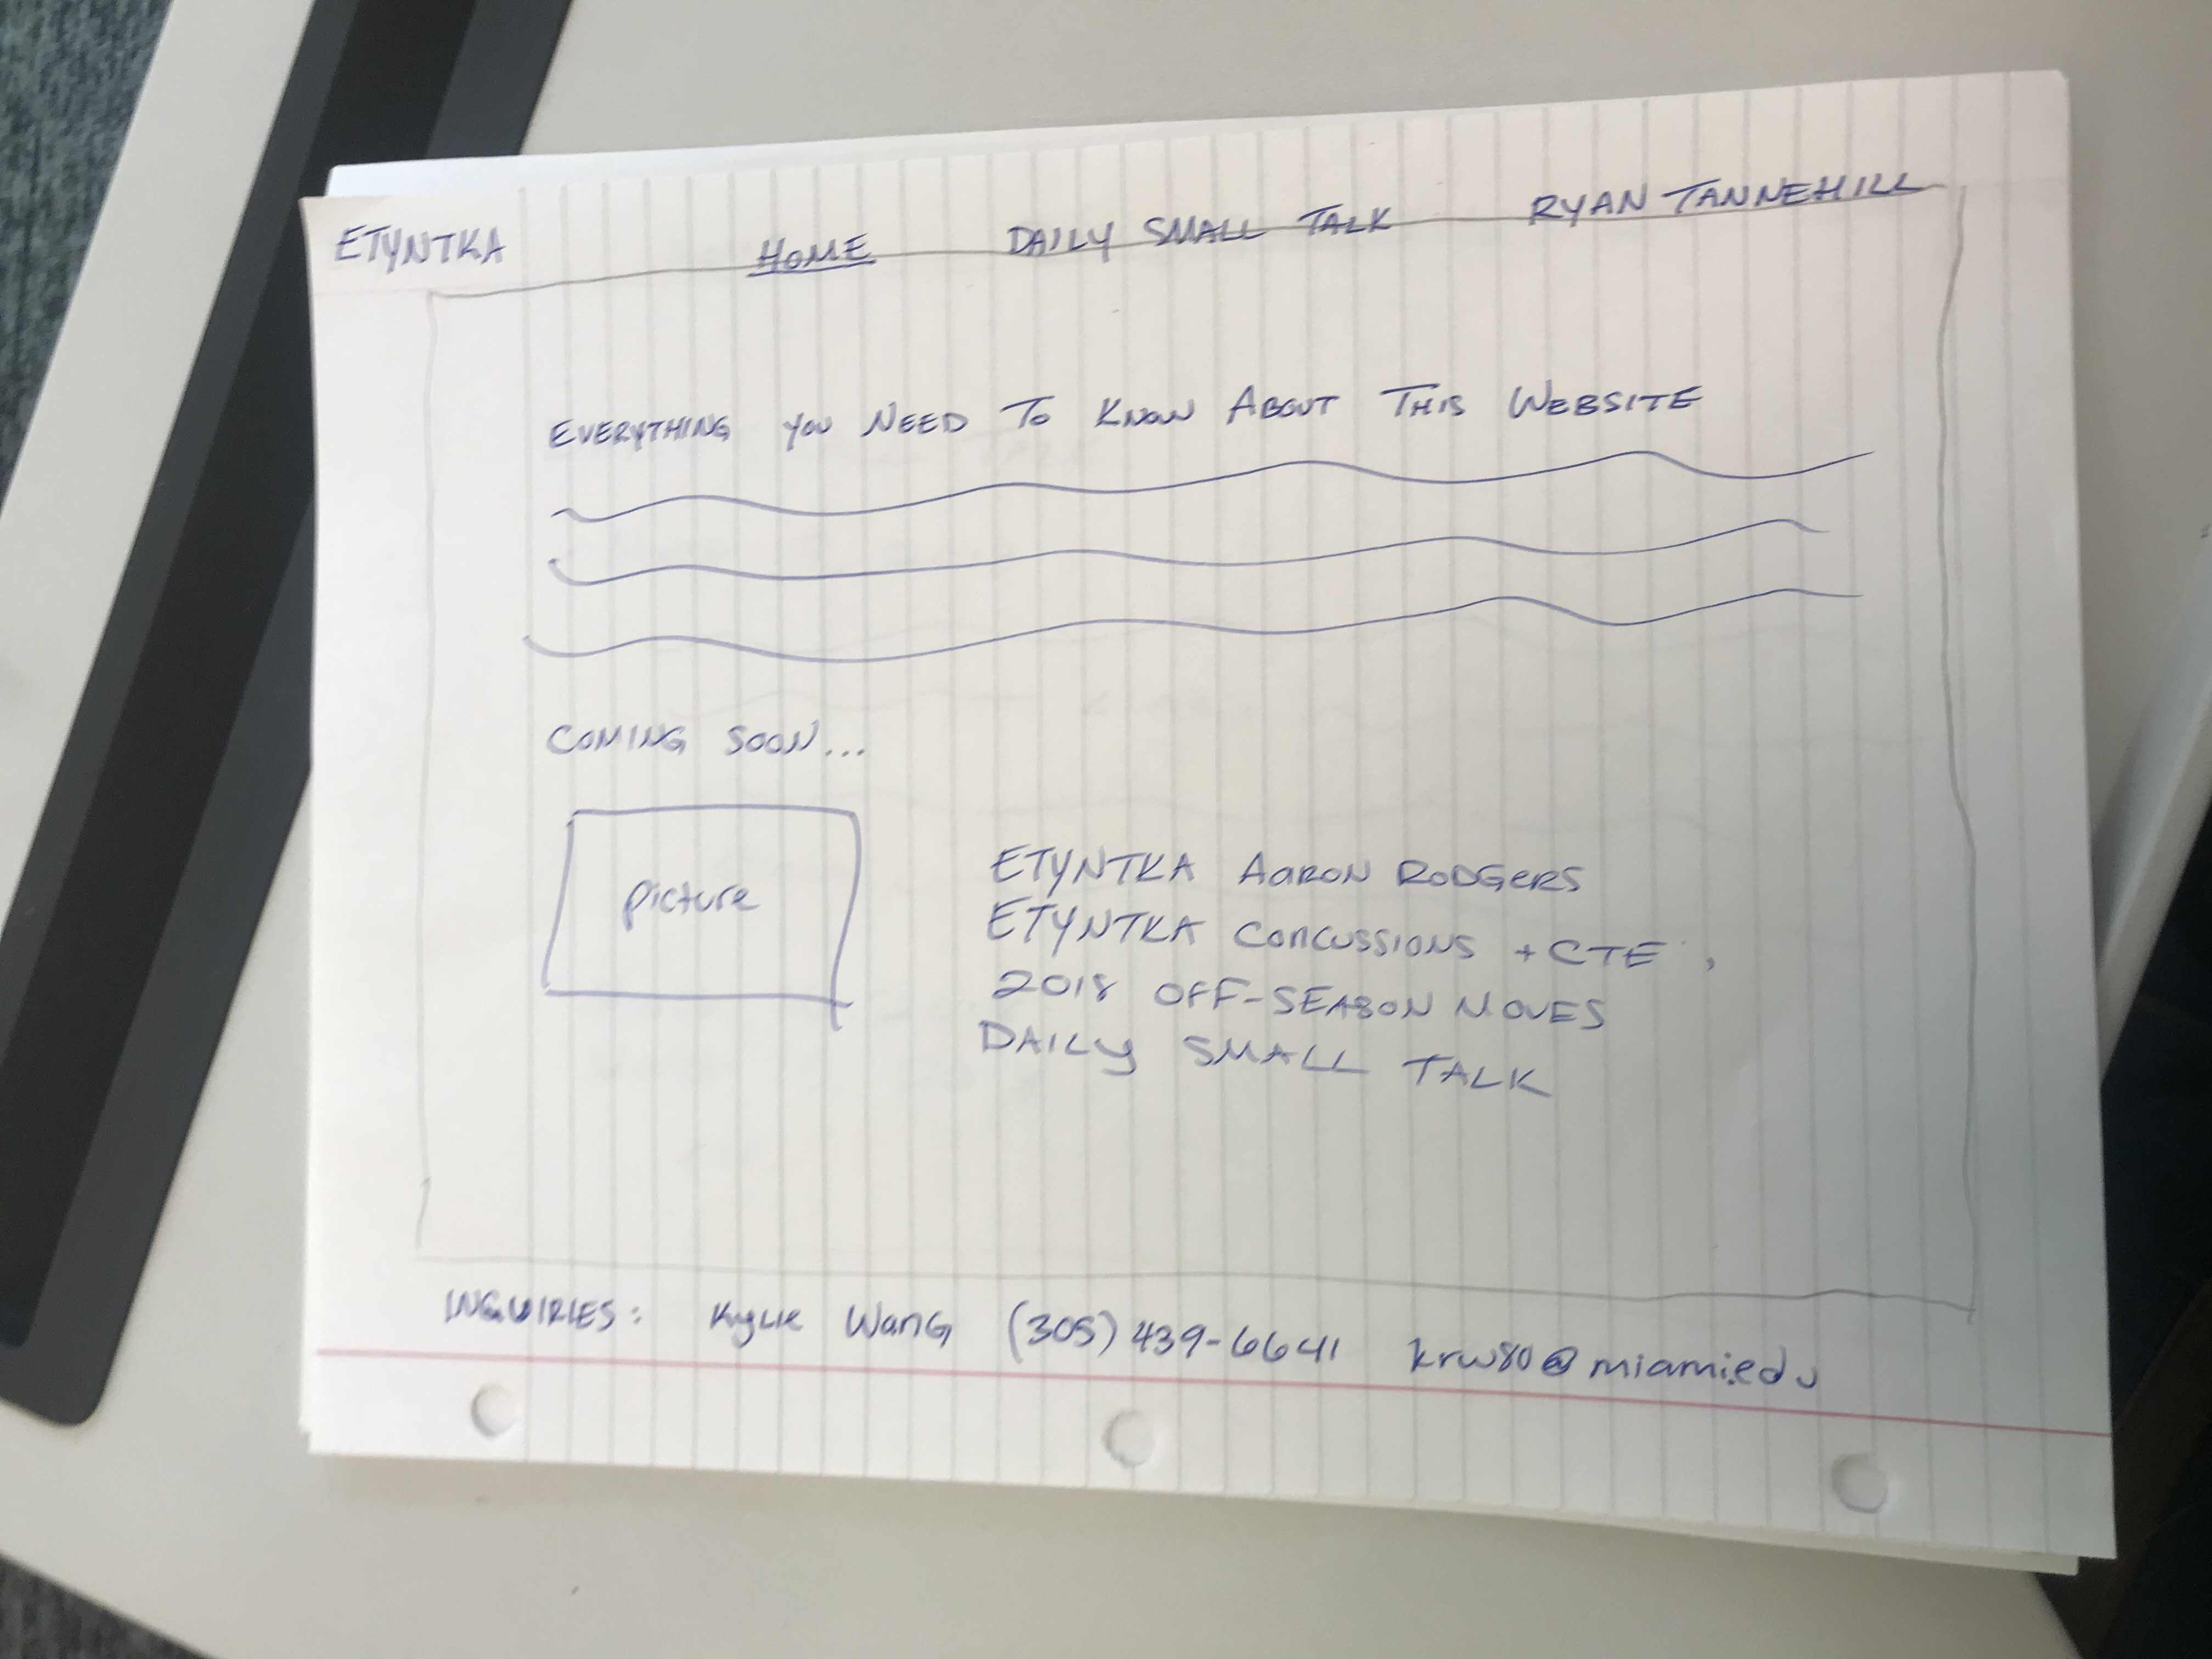 ETYNTKA HOME DAILY SMALL TALK RYAN TANNEHILL
EVERYTHING YOU NEED TO KNOW ABOUT THIS WEBSITE
COMING SOON...
Picture
ETYNTKA AARON RODGERS
ETYNTKA CONCUSSIONS + CTE,
2018 OFF-SEASON MOVES
DAILY SMALL TALK
INQUIRIES: Kylie Wang (305) 439-6641 krw80@miami.edu